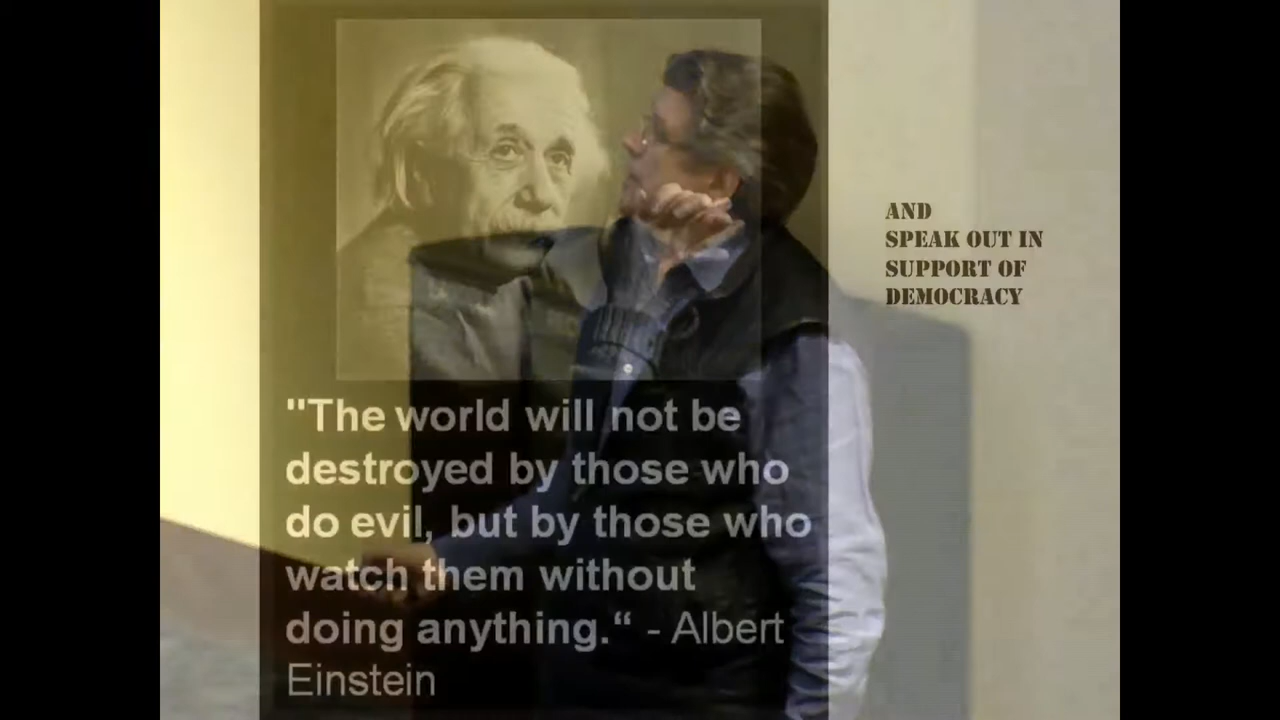 "The world will not be
destroyed by those who
do evil, but by those who
watch them without
doing anything.“ - Albert
Einstein
AND
SPEAK OUT IN
SUPPORT OF
DEMOCRACY